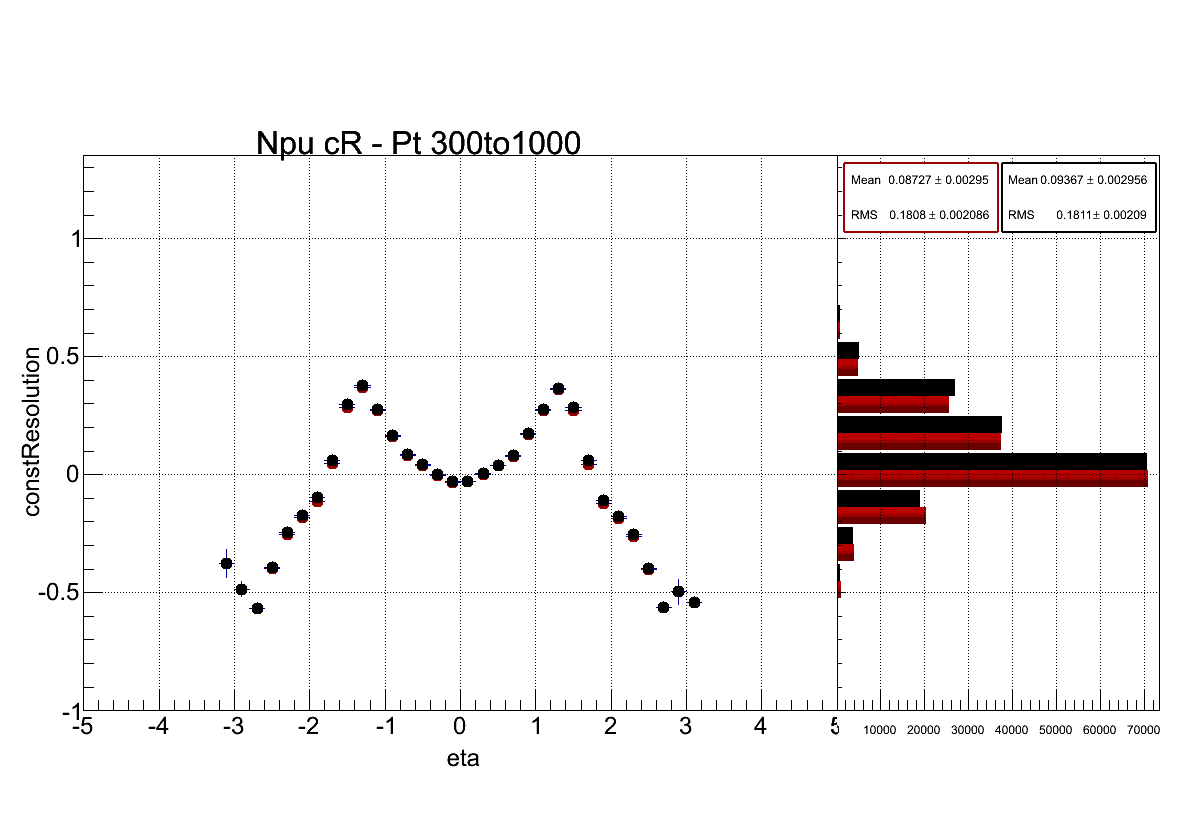 Npu cR - Pt 300to1000
Mean 0.08727 ± 0.00295
RMS 0.1808 ± 0.002086
Mean 0.09367 ± 0.002956
RMS 0.1811± 0.00209
constResolution
1
0.5
0
-0.5
-1
-5 -4 -3 -2 -1 0 1 2 3 4 5
10000 20000 30000 40000 50000 60000 70000
eta